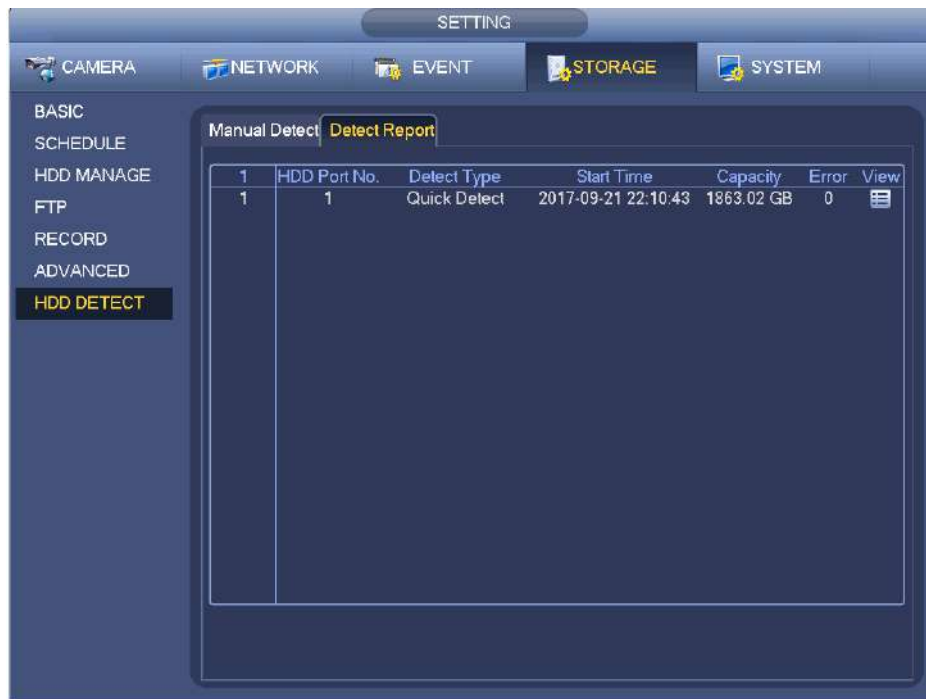 SETTING
CAMERA NETWORK EVENT STORAGE SYSTEM
BASIC
SCHEDULE
HDD MANAGE
FTP
RECORD
ADVANCED
HDD DETECT
Manual Detect Detect Report
1 HDD Port No. Detect Type Start Time Capacity Error View
1 1 Quick Detect 2017-09-21 22:10:43 1863.02 GB 0